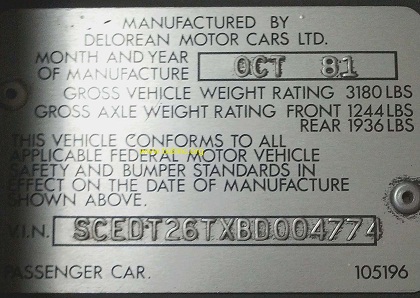 MANUFACTURED BY
DELOREAN MOTOR CARS LTD.
MONTH AND YEAR
OF MANUFACTURE OCT 81
GROSS VEHICLE WEIGHT RATING 3180 LBS
GROSS AXLE WEIGHT RATING FRONT 1244 LBS
REAR 1936 LBS
THIS VEHICLE CONFORMS TO ALL
APPLICABLE FEDERAL MOTOR VEHICLE
SAFETY AND BUMPER STANDARDS IN
EFFECT ON THE DATE OF MANUFACTURE
SHOWN ABOVE.
V.I.N. SCEDT26TXBD004774
PASSENGER CAR. 105196